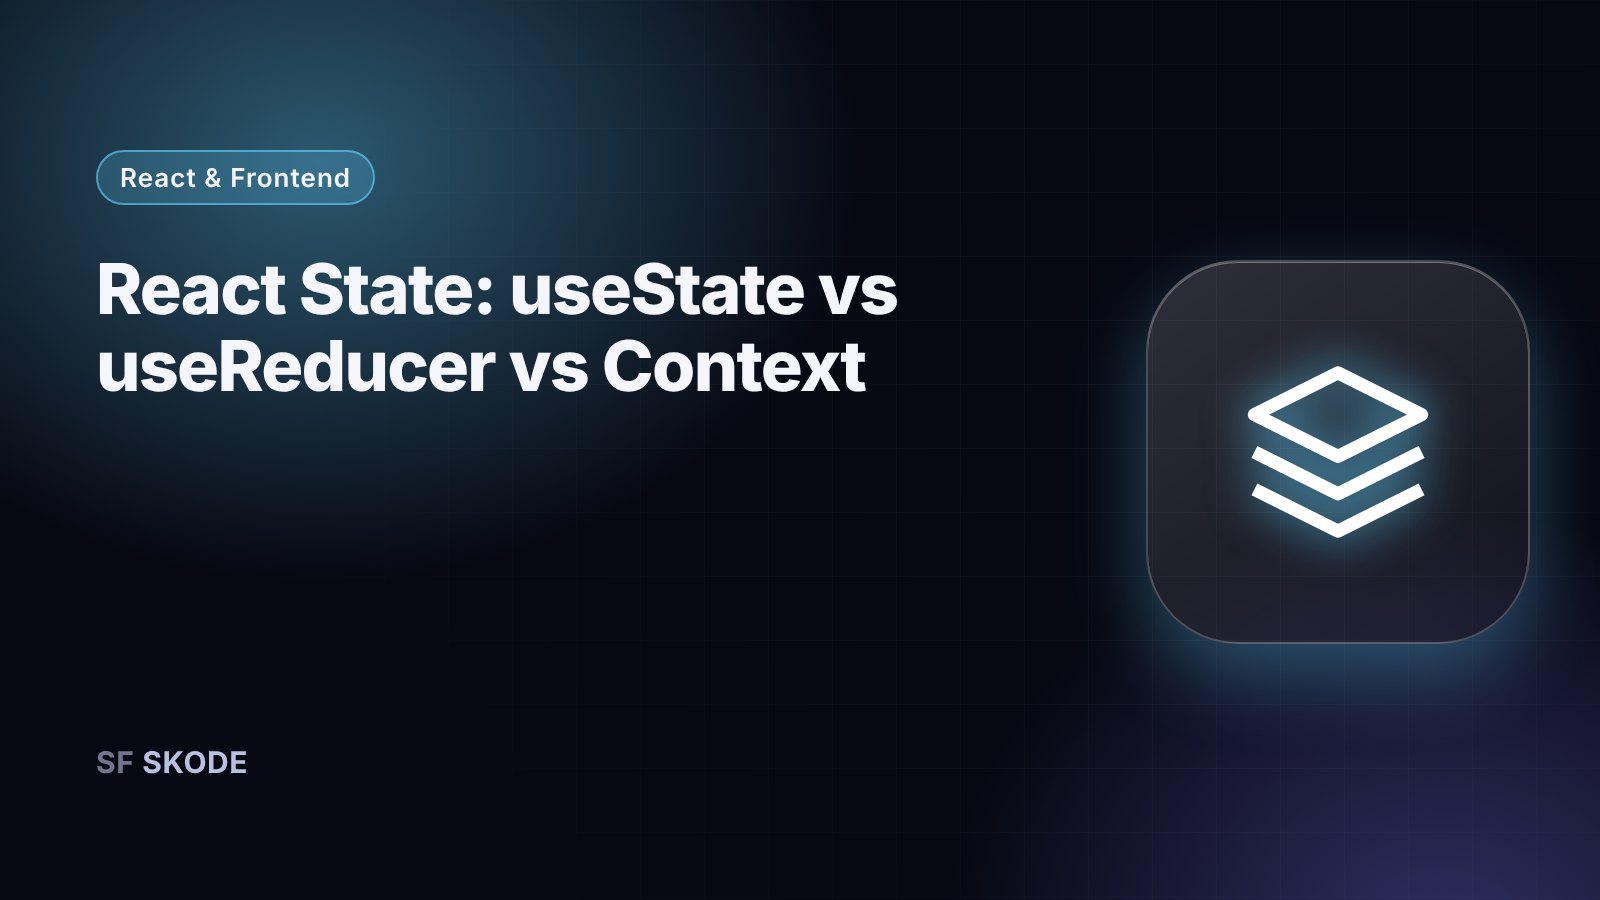 React & Frontend
React State: useState vs
useReducer vs Context
SF SKODE